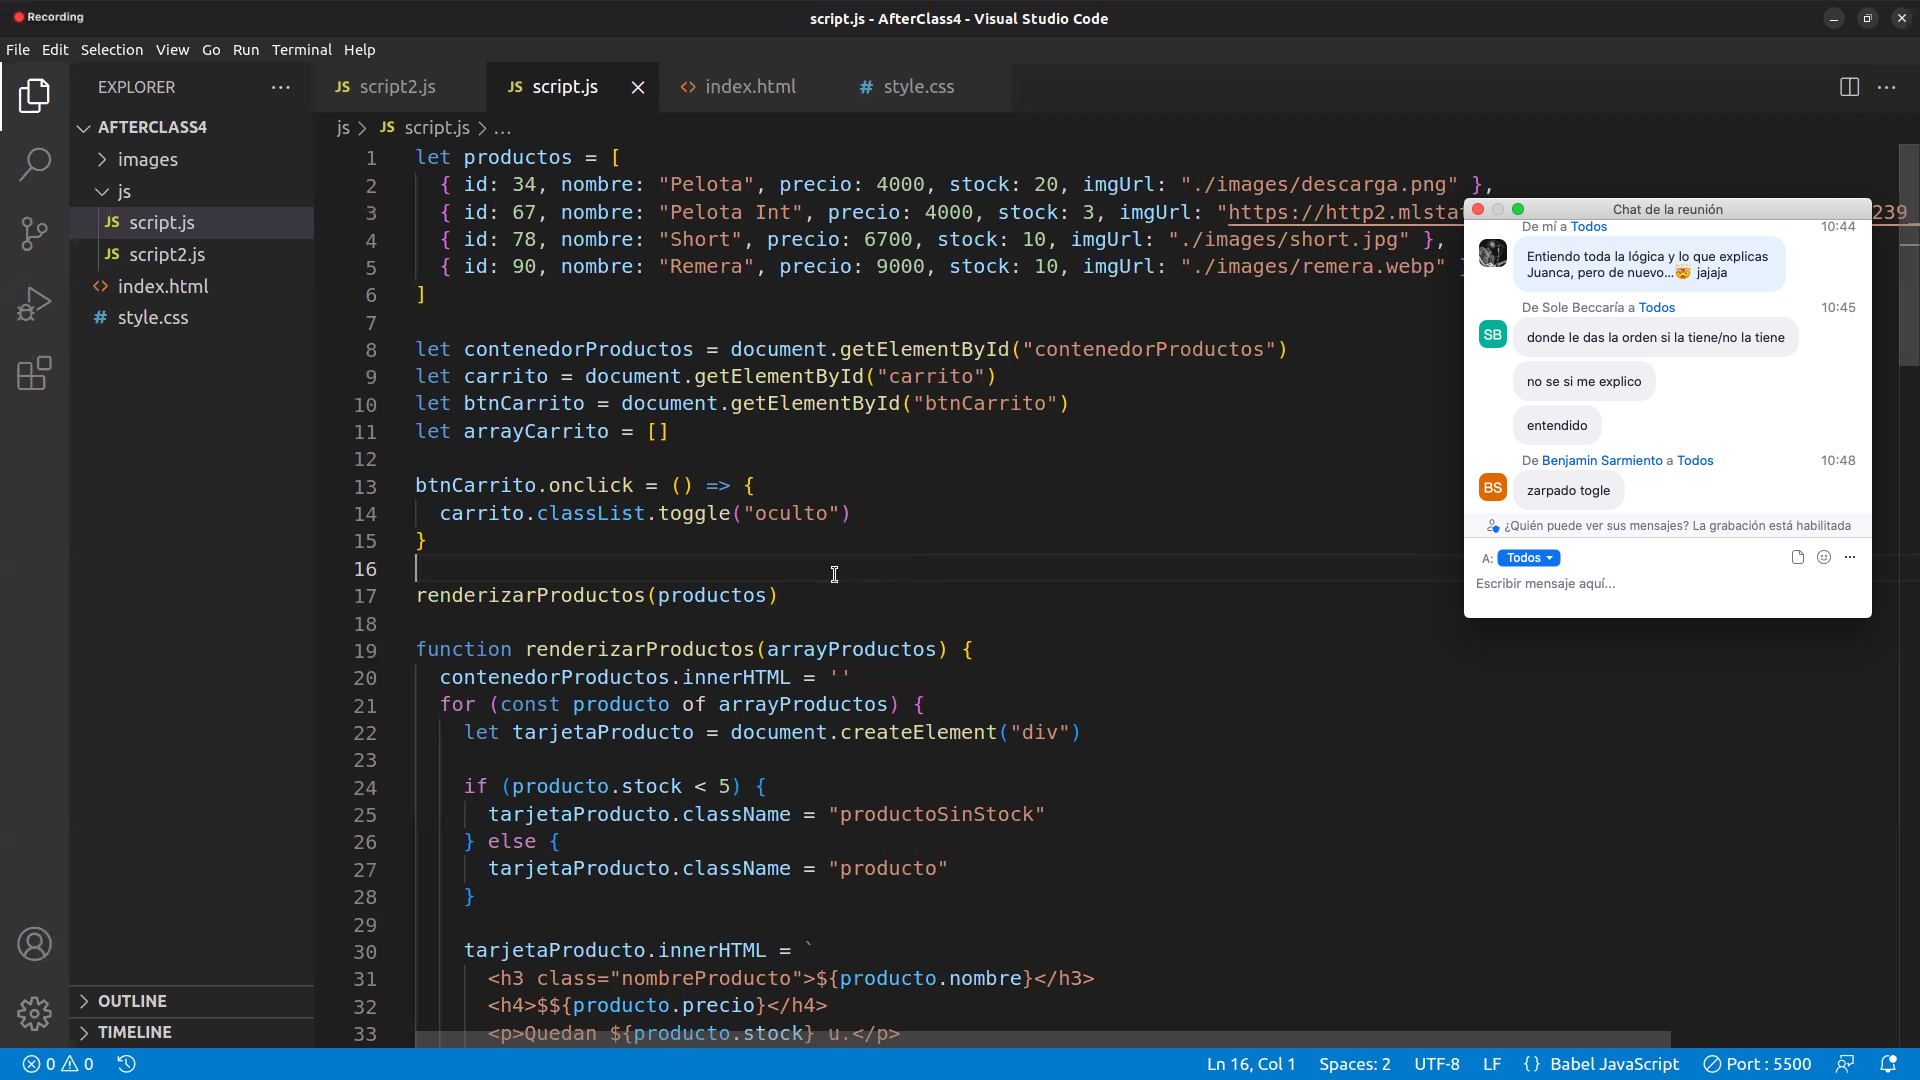 Recording
script.js - AfterClass4 - Visual Studio Code
File Edit Selection View Go Run Terminal Help
EXPLORER
AFTERCLASS4
images
js
JS script.js
JS script2.js
<> index.html
# style.css
OUTLINE
TIMELINE
JS script2.js
JS script.js
<> index.html
# style.css
js > JS script.js > ...
1 let productos = [
2 { id: 34, nombre: "Pelota", precio: 4000, stock: 20, imgUrl: "./images/descarga.png" },
3 { id: 67, nombre: "Pelota Int", precio: 4000, stock: 3, imgUrl: "https://http2.mlstat 239
4 { id: 78, nombre: "Short", precio: 6700, stock: 10, imgUrl: "./images/short.jpg" },
5 { id: 90, nombre: "Remera", precio: 9000, stock: 10, imgUrl: "./images/remera.webp" }
6 ]
7
8 let contenedorProductos = document.getElementById("contenedorProductos")
9 let carrito = document.getElementById("carrito")
10 let btnCarrito = document.getElementById("btnCarrito")
11 let arrayCarrito = []
12
13 btnCarrito.onclick = () => {
14 carrito.classList.toggle("oculto")
15 }
16
17 renderizarProductos(productos)
18
19 function renderizarProductos(arrayProductos) {
20 contenedorProductos.innerHTML = ''
21 for (const producto of arrayProductos) {
22 let tarjetaProducto = document.createElement("div")
23
24 if (producto.stock < 5) {
25 tarjetaProducto.className = "productoSinStock"
26 } else {
27 tarjetaProducto.className = "producto"
28 }
29
30 tarjetaProducto.innerHTML = `
31 <h3 class="nombreProducto">${producto.nombre}</h3>
32 <h4>$${producto.precio}</h4>
33 <p>Quedan ${producto.stock} u.</p>
Chat de la reunión
De mí a Todos 10:44
Entiendo toda la lógica y lo que explicas
Juanca, pero de nuevo...🤯 jajaja
De Sole Beccaría a Todos 10:45
SB
donde le das la orden si la tiene/no la tiene
no se si me explico
entendido
De Benjamin Sarmiento a Todos 10:48
BS
zarpado togle
¿Quién puede ver sus mensajes? La grabación está habilitada
A: Todos
Escribir mensaje aquí...
0 0
Ln 16, Col 1 Spaces: 2 UTF-8 LF {} Babel JavaScript Port : 5500